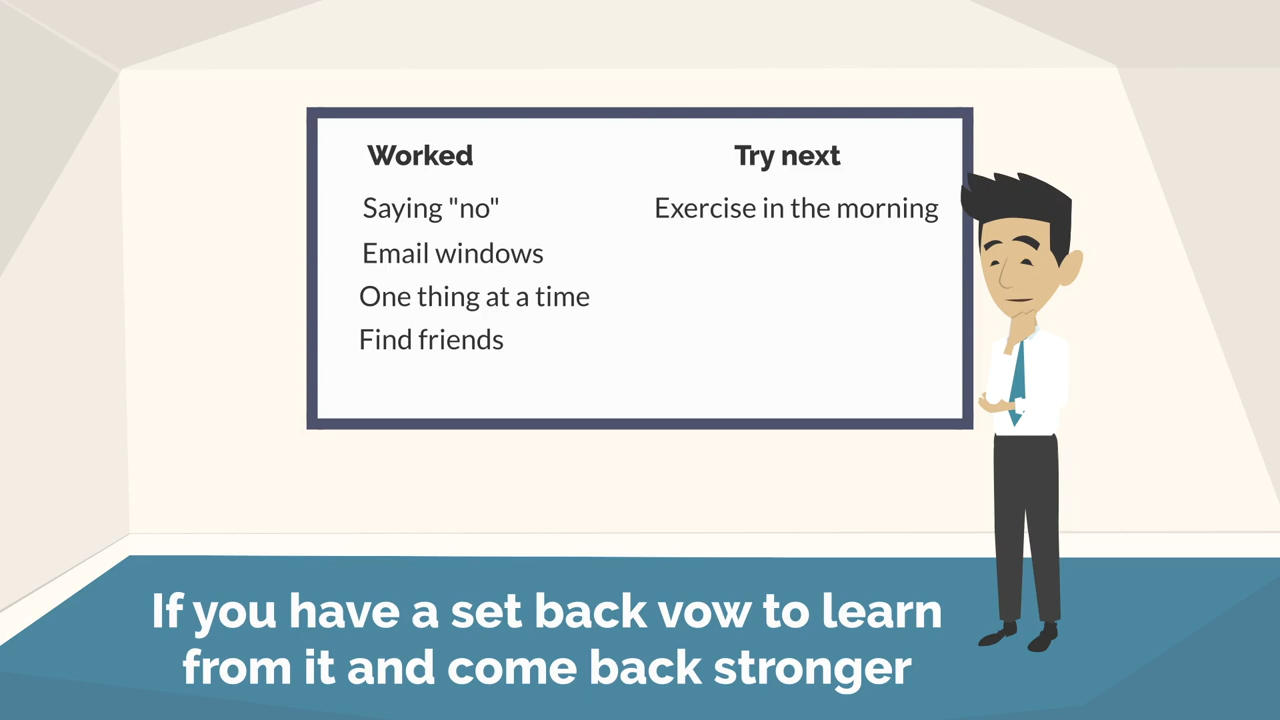 Worked
Try next
Saying "no"
Exercise in the morning
Email windows
One thing at a time
Find friends
If you have a set back vow to learn
from it and come back stronger